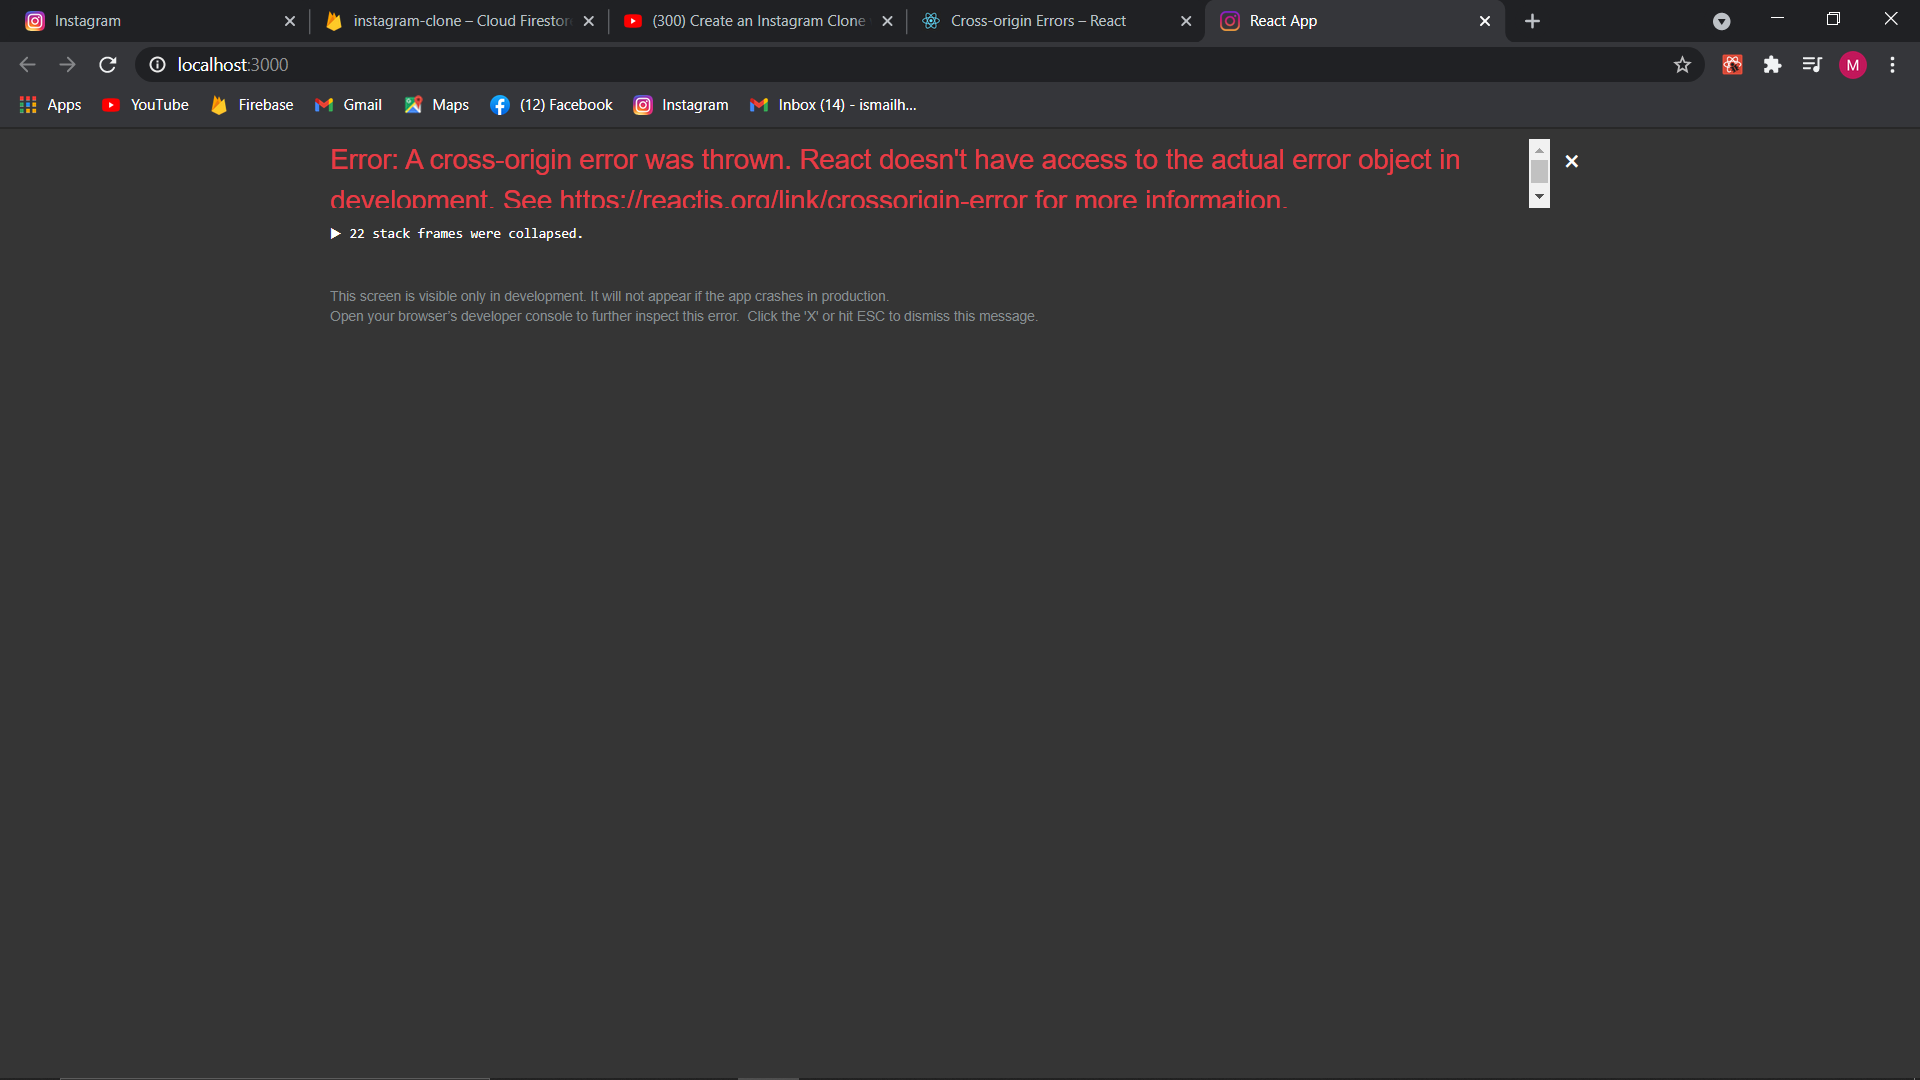 Instagram
instagram-clone – Cloud Firestor
(300) Create an Instagram Clone
Cross-origin Errors – React
React App
localhost:3000
M
Apps
YouTube
Firebase
Gmail
Maps
(12) Facebook
Instagram
Inbox (14) - ismailh...
Error: A cross-origin error was thrown. React doesn't have access to the actual error object in
development. See https://reactjs.org/link/crossorigin-error for more information.
22 stack frames were collapsed.
This screen is visible only in development. It will not appear if the app crashes in production.
Open your browser's developer console to further inspect this error. Click the 'X' or hit ESC to dismiss this message.